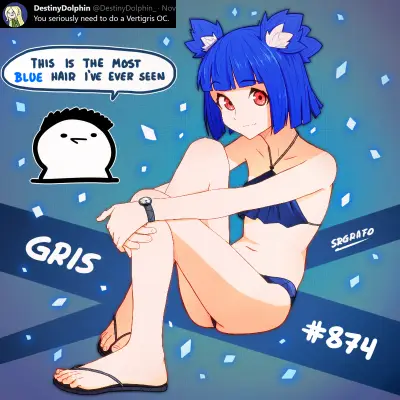 DestinyDolphin @DestinyDolphin_ · Nov
You seriously need to do a Vertigris OC.
THIS IS THE MOST
BLUE HAIR I'VE EVER SEEN
SRGRAFO
GRIS
#874